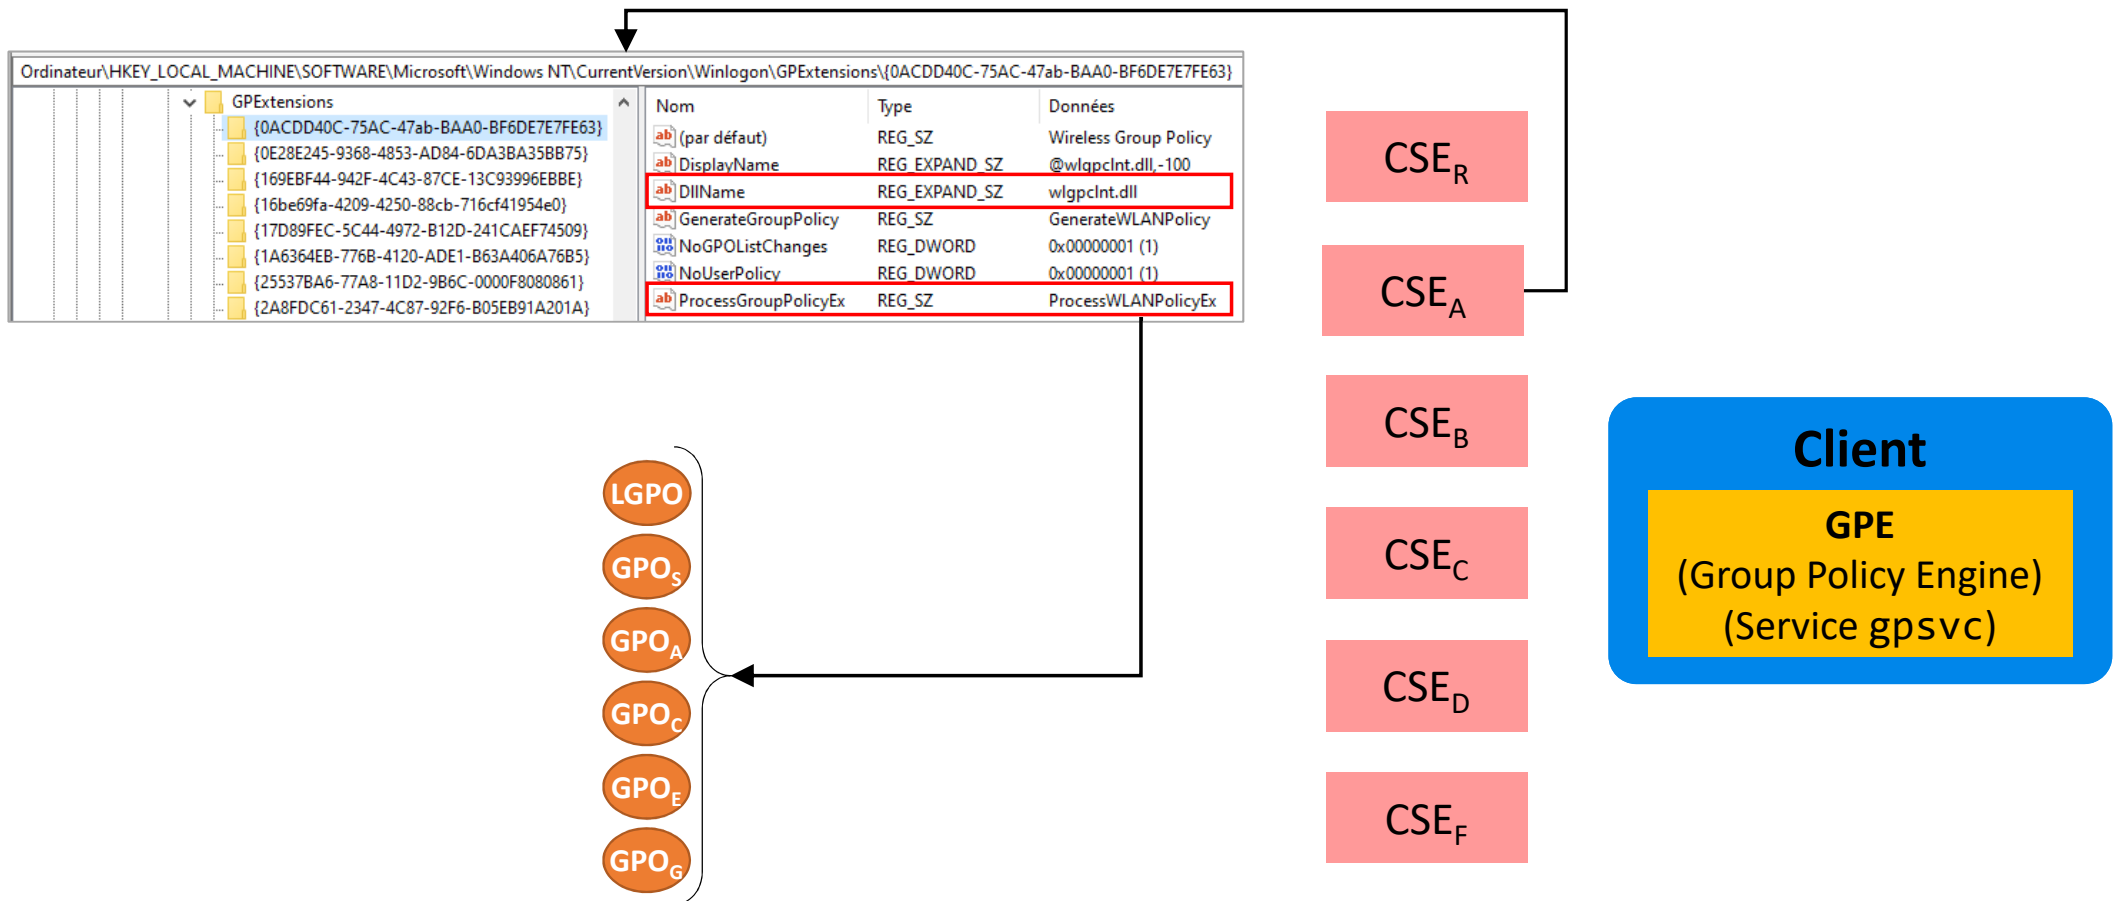 Ordinateur\HKEY_LOCAL_MACHINE\SOFTWARE\Microsoft\Windows NT\CurrentVersion\Winlogon\GPExtensions\{0ACDD40C-75AC-47ab-BAA0-BF6DE7E7FE63}
GPExtensions
{0ACDD40C-75AC-47ab-BAA0-BF6DE7E7FE63}
{0E28E245-9368-4853-AD84-6DA3BA35BB75}
{169EBF44-942F-4C43-87CE-13C93996EBBE}
{16be69fa-4209-4250-88cb-716cf41954e0}
{17D89FEC-5C44-4972-B12D-241CAEF74509}
{1A6364EB-776B-4120-ADE1-B63A406A76B5}
{25537BA6-77A8-11D2-9B6C-0000F8080861}
{2A8FDC61-2347-4C87-92F6-B05EB91A201A}
Nom Type Données
(par défaut) REG_SZ Wireless Group Policy
DisplayName REG_EXPAND_SZ @wlgpclnt.dll,-100
DllName REG_EXPAND_SZ wlgpclnt.dll
GenerateGroupPolicy REG_SZ GenerateWLANPolicy
NoGPOListChanges REG_DWORD 0x00000001 (1)
NoUserPolicy REG_DWORD 0x00000001 (1)
ProcessGroupPolicyEx REG_SZ ProcessWLANPolicyEx
LGPO
GPOS
GPOA
GPOC
GPOE
GPOG
CSER
CSEA
CSEB
CSEC
CSED
CSEF
Client
GPE
(Group Policy Engine)
(Service gpsvc)